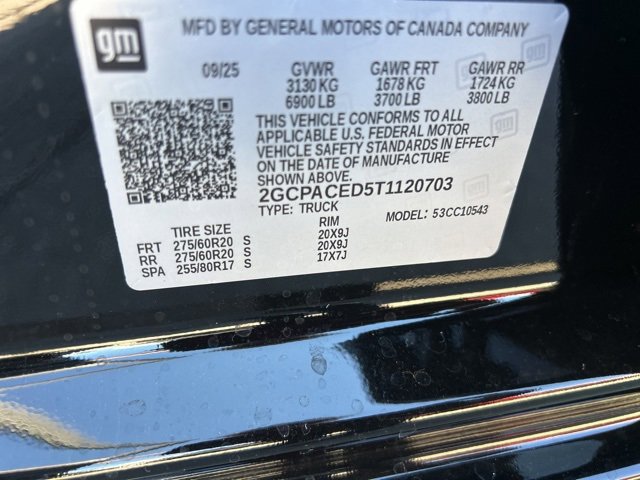 gm
MFD BY GENERAL MOTORS OF CANADA COMPANY
09/25 GVWR GAWR FRT GAWR RR
3130 KG 1678 KG 1724 KG
6900 LB 3700 LB 3800 LB
THIS VEHICLE CONFORMS TO ALL
APPLICABLE U.S. FEDERAL MOTOR
VEHICLE SAFETY STANDARDS IN EFFECT
ON THE DATE OF MANUFACTURE
SHOWN ABOVE.
2GCPACED5T1120703
TYPE: TRUCK MODEL: 53CC10543
TIRE SIZE RIM
FRT 275/60R20 S 20X9J
RR 275/60R20 S 20X9J
SPA 255/80R17 S 17X7J